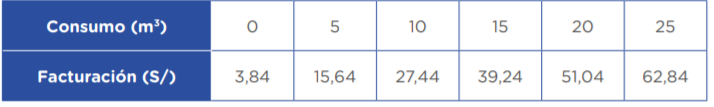 Consumo (m³) 0 5 10 15 20 25
Facturación (S/) 3,84 15,64 27,44 39,24 51,04 62,84